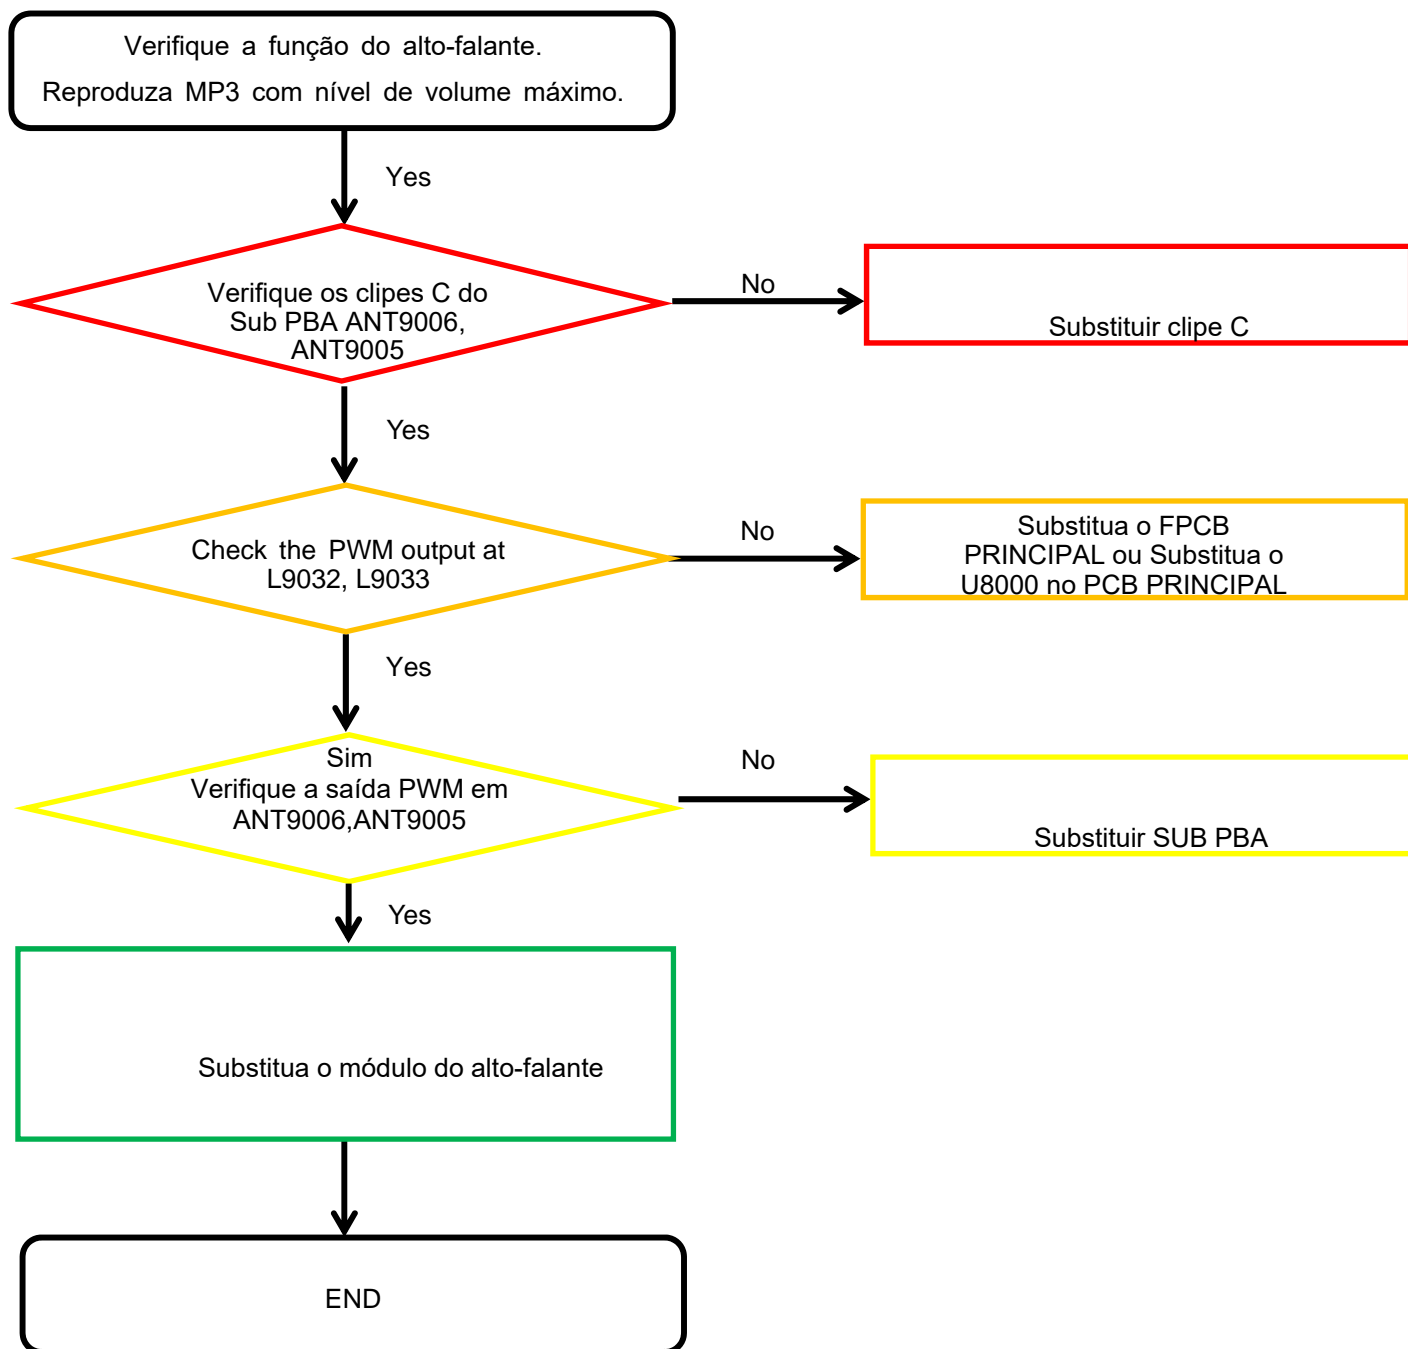 Verifique a função do alto-falante.
Reproduza MP3 com nível de volume máximo.
Yes
Verifique os clipes C do
Sub PBA ANT9006,
ANT9005
No
Substituir clipe C
Yes
Check the PWM output at
L9032, L9033
No
Substitua o FPCB
PRINCIPAL ou Substitua o
U8000 no PCB PRINCIPAL
Yes
Sim
Verifique a saída PWM em
ANT9006,ANT9005
No
Substituir SUB PBA
Yes
Substitua o módulo do alto-falante
END